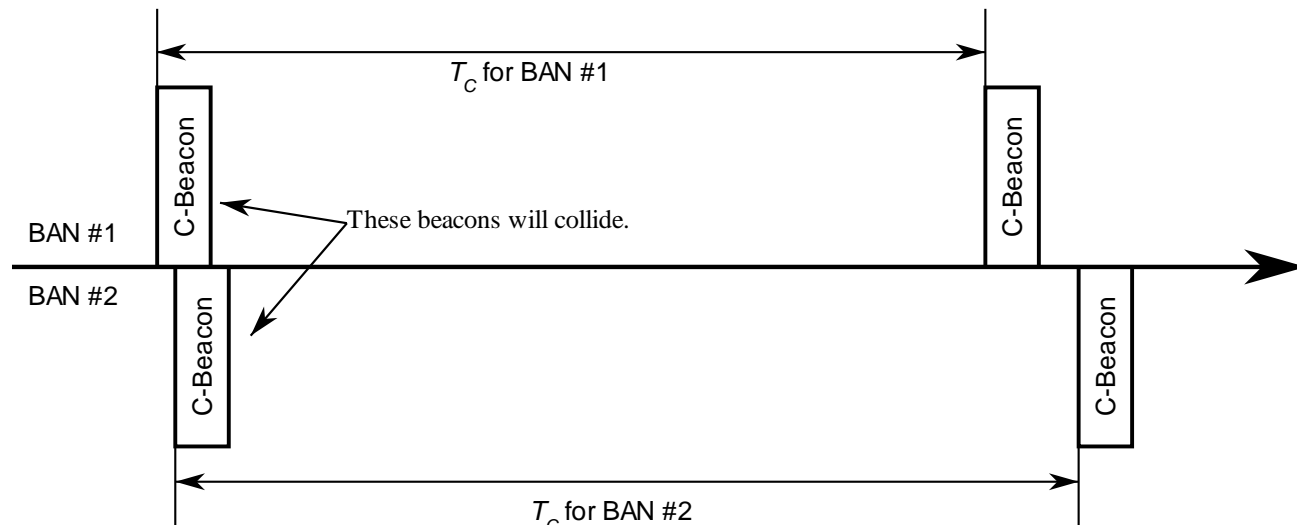 T_C for BAN #1
C-Beacon
C-Beacon
These beacons will collide.
BAN #1
BAN #2
C-Beacon
C-Beacon
T_C for BAN #2